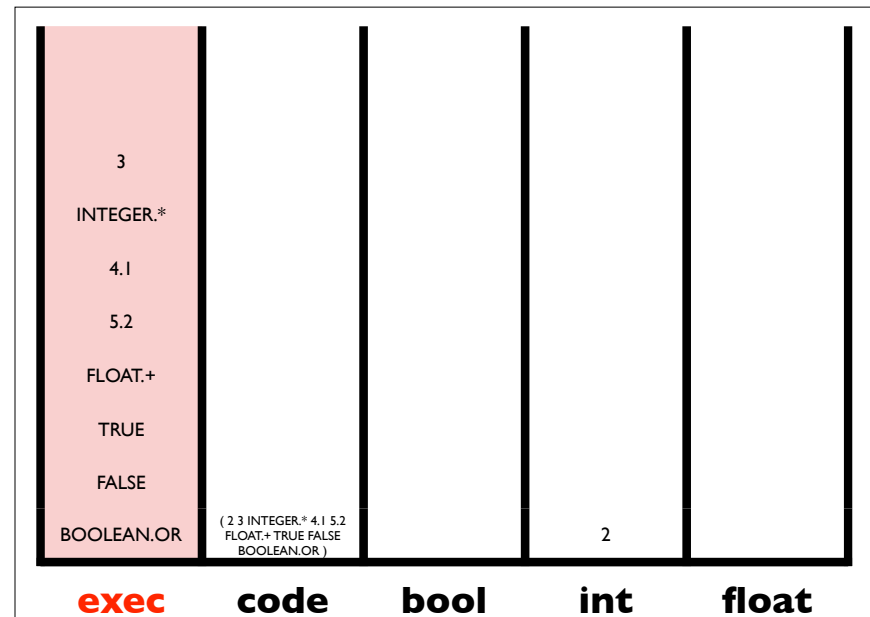 3
INTEGER.*
4.1
5.2
FLOAT.+
TRUE
FALSE
BOOLEAN.OR
( 2 3 INTEGER.* 4.1 5.2
FLOAT.+ TRUE FALSE
BOOLEAN.OR )
2
exec code bool int float